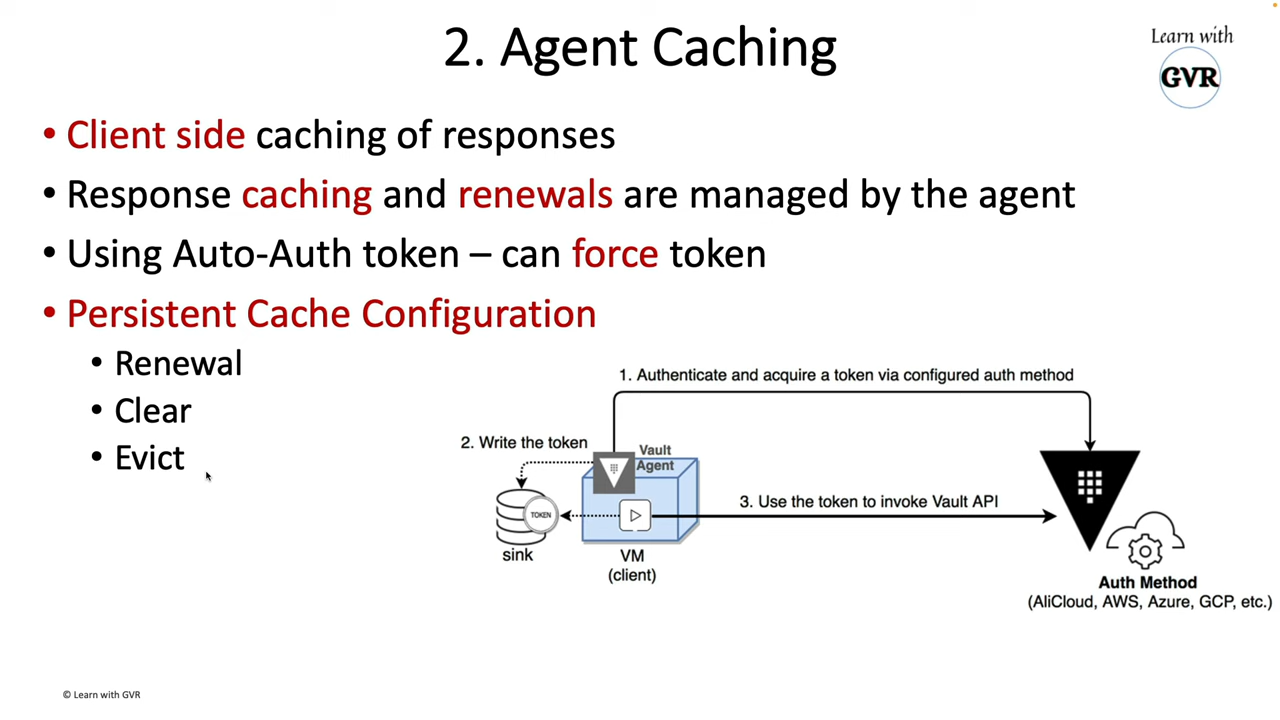 2. Agent Caching
Learn with
GVR
• Client side caching of responses
• Response caching and renewals are managed by the agent
• Using Auto-Auth token – can force token
• Persistent Cache Configuration
• Renewal
• Clear
• Evict
1. Authenticate and acquire a token via configured auth method
2. Write the token
Vault
Agent
TOKEN
3. Use the token to invoke Vault API
sink
VM
(client)
Auth Method
(AliCloud, AWS, Azure, GCP, etc.)
© Learn with GVR